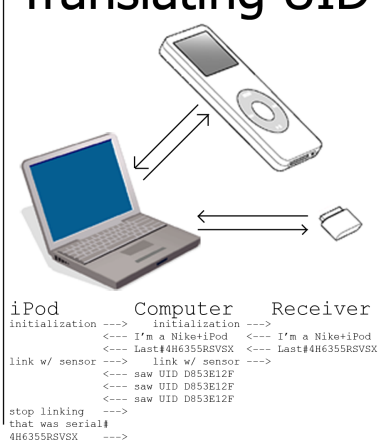 Translating UID
iPod Computer Receiver
initialization ---> initialization --->
<--- I'm a Nike+iPod <--- I'm a Nike+iPod
<--- Last#4H6355RSVSX <--- Last#4H6355RSVSX
link w/ sensor ---> link w/ sensor --->
<--- saw UID D853E12F
<--- saw UID D853E12F
<--- saw UID D853E12F
stop linking --->
that was serial#
4H6355RSVSX --->